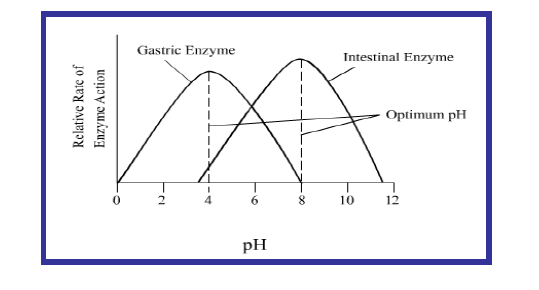 Gastric Enzyme
Intestinal Enzyme
Relative Rate of
Enzyme Action
Optimum pH
0 2 4 6 8 10 12
pH